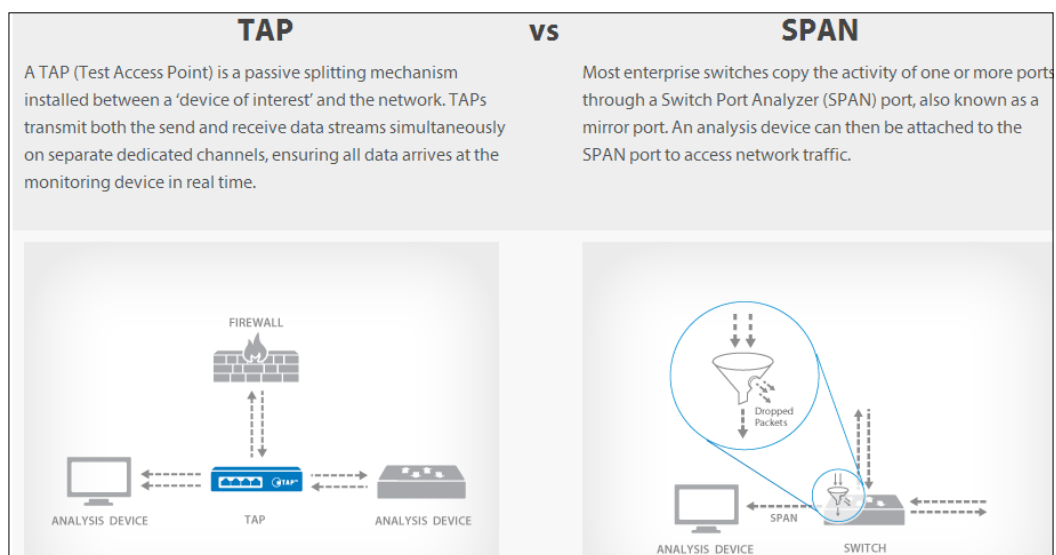 TAP
vs
SPAN
A TAP (Test Access Point) is a passive splitting mechanism
installed between a ‘device of interest’ and the network. TAPs
transmit both the send and receive data streams simultaneously
on separate dedicated channels, ensuring all data arrives at the
monitoring device in real time.
Most enterprise switches copy the activity of one or more ports
through a Switch Port Analyzer (SPAN) port, also known as a
mirror port. An analysis device can then be attached to the
SPAN port to access network traffic.
FIREWALL
TAP
ANALYSIS DEVICE
TAP
ANALYSIS DEVICE
Dropped
Packets
SPAN
ANALYSIS DEVICE
SWITCH